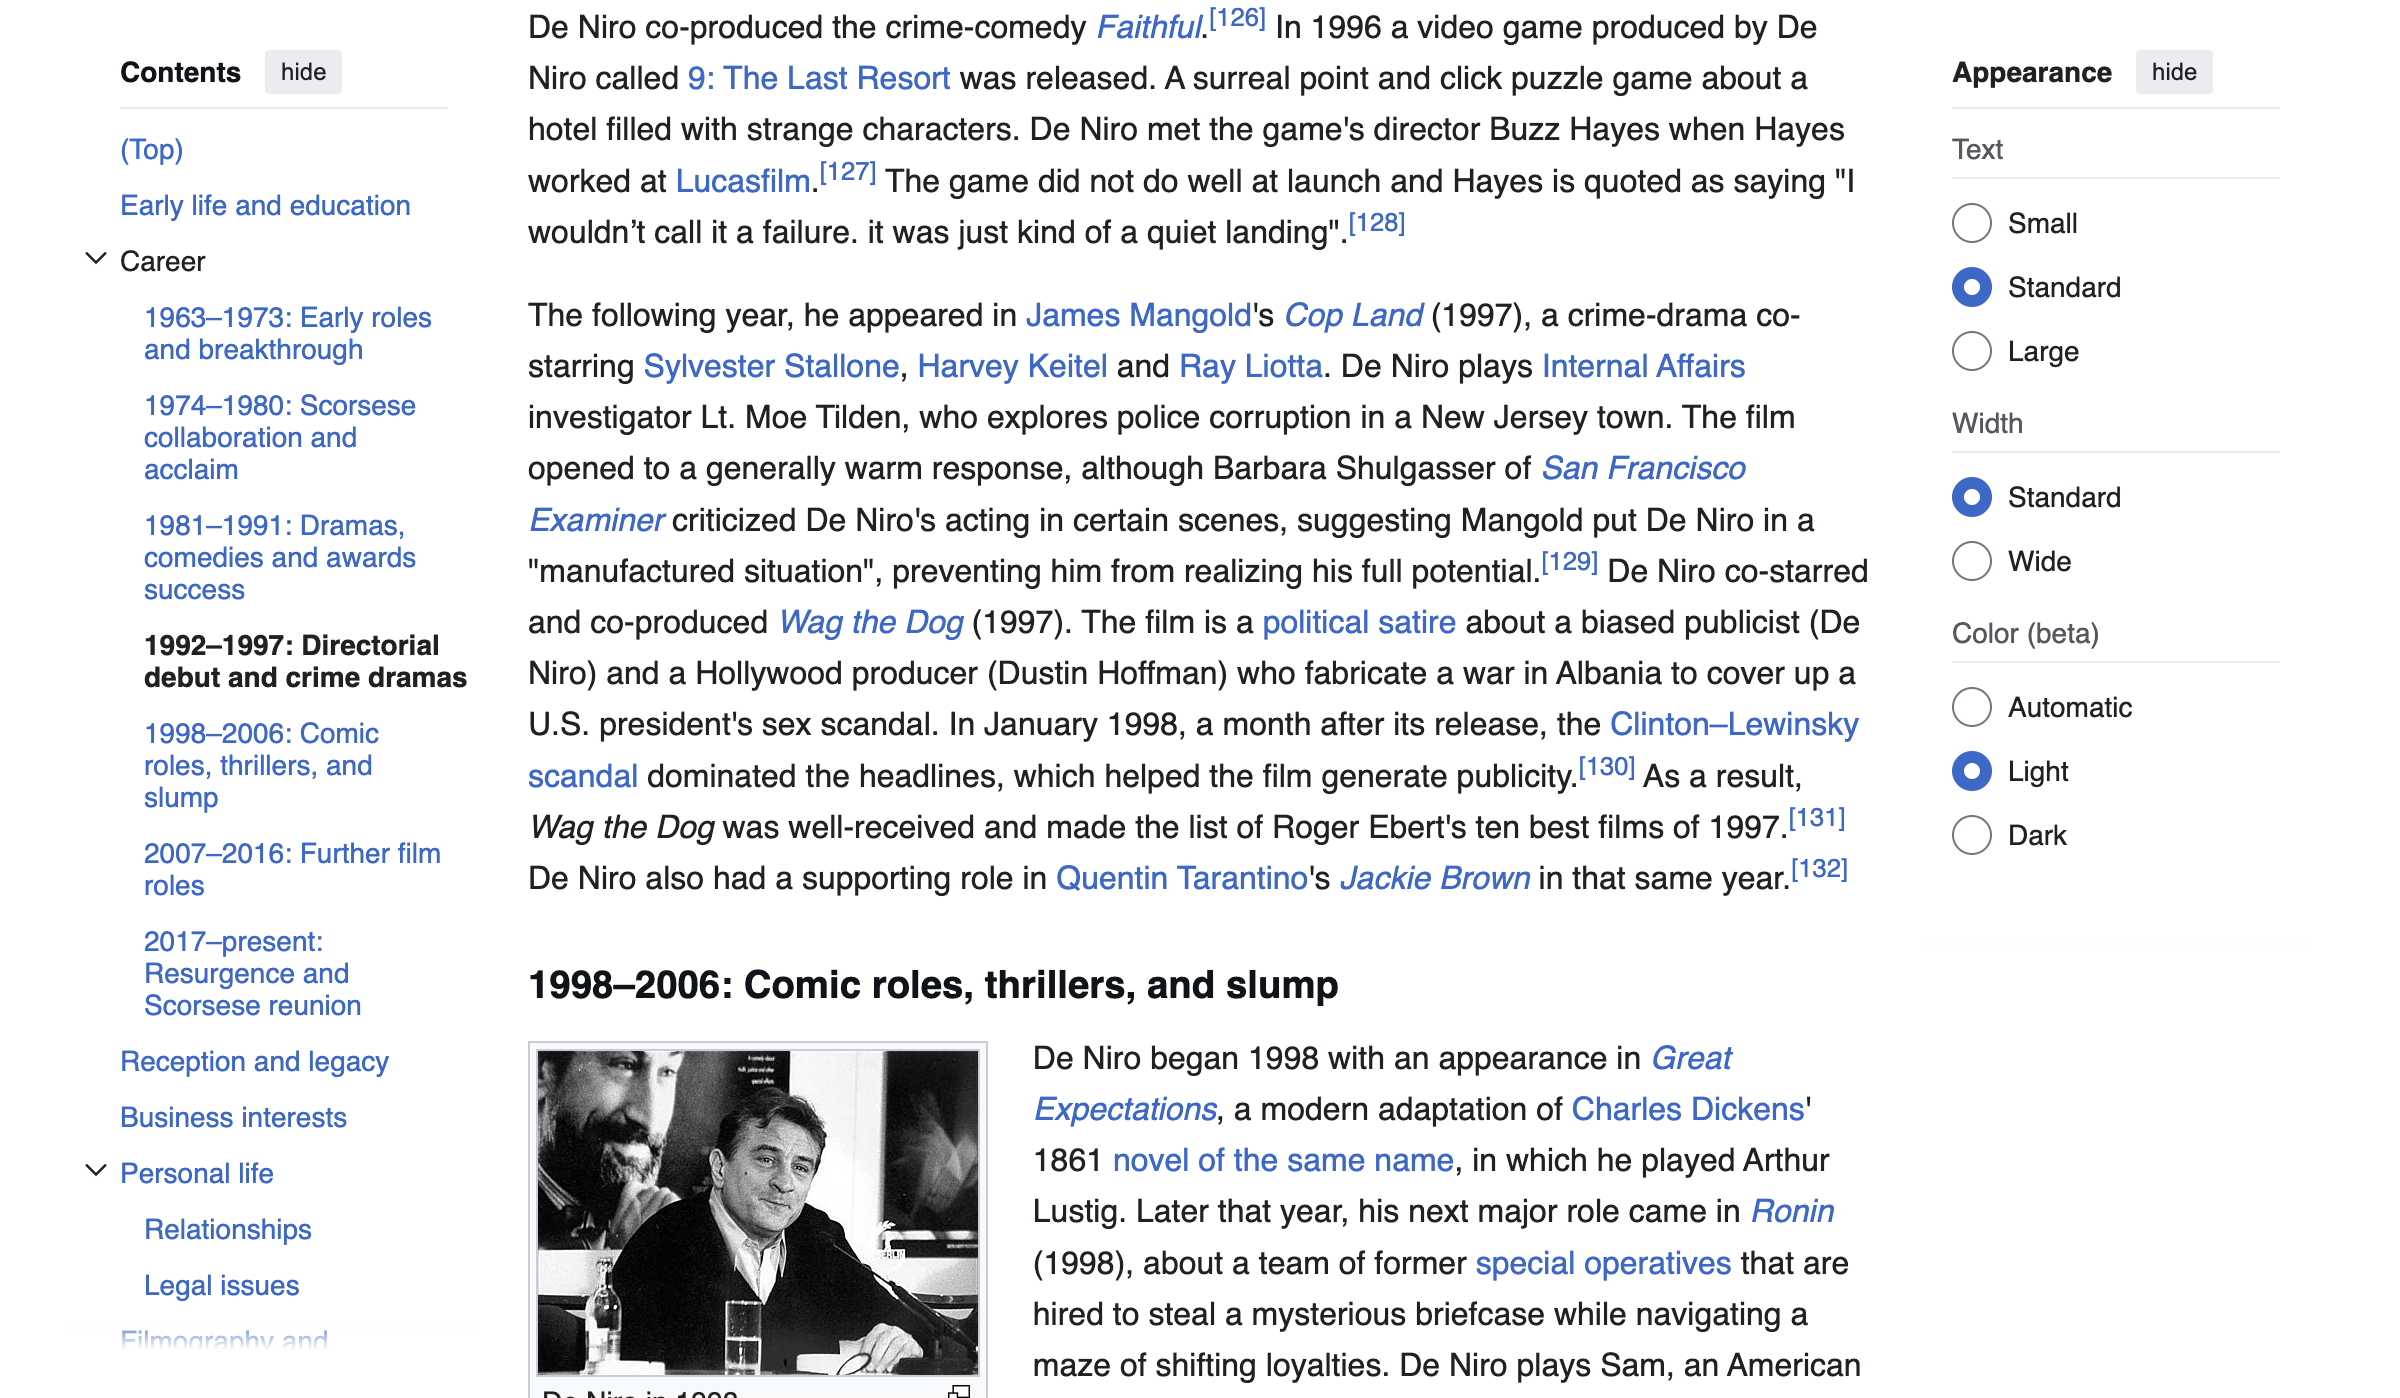 Contents hide
(Top)
Early life and education
Career
1963–1973: Early roles
and breakthrough
1974–1980: Scorsese
collaboration and
acclaim
1981–1991: Dramas,
comedies and awards
success
1992–1997: Directorial
debut and crime dramas
1998–2006: Comic
roles, thrillers, and
slump
2007–2016: Further film
roles
2017–present:
Resurgence and
Scorsese reunion
Reception and legacy
Business interests
Personal life
Relationships
Legal issues
Filmography and
De Niro co-produced the crime-comedy Faithful.[126] In 1996 a video game produced by De
Niro called 9: The Last Resort was released. A surreal point and click puzzle game about a
hotel filled with strange characters. De Niro met the game's director Buzz Hayes when Hayes
worked at Lucasfilm.[127] The game did not do well at launch and Hayes is quoted as saying "I
wouldn’t call it a failure. it was just kind of a quiet landing".[128]
The following year, he appeared in James Mangold's Cop Land (1997), a crime-drama co-
starring Sylvester Stallone, Harvey Keitel and Ray Liotta. De Niro plays Internal Affairs
investigator Lt. Moe Tilden, who explores police corruption in a New Jersey town. The film
opened to a generally warm response, although Barbara Shulgasser of San Francisco
Examiner criticized De Niro's acting in certain scenes, suggesting Mangold put De Niro in a
"manufactured situation", preventing him from realizing his full potential.[129] De Niro co-starred
and co-produced Wag the Dog (1997). The film is a political satire about a biased publicist (De
Niro) and a Hollywood producer (Dustin Hoffman) who fabricate a war in Albania to cover up a
U.S. president's sex scandal. In January 1998, a month after its release, the Clinton–Lewinsky
scandal dominated the headlines, which helped the film generate publicity.[130] As a result,
Wag the Dog was well-received and made the list of Roger Ebert's ten best films of 1997.[131]
De Niro also had a supporting role in Quentin Tarantino's Jackie Brown in that same year.[132]
1998–2006: Comic roles, thrillers, and slump
De Niro in 1998
De Niro began 1998 with an appearance in Great
Expectations, a modern adaptation of Charles Dickens'
1861 novel of the same name, in which he played Arthur
Lustig. Later that year, his next major role came in Ronin
(1998), about a team of former special operatives that are
hired to steal a mysterious briefcase while navigating a
maze of shifting loyalties. De Niro plays Sam, an American
Appearance hide
Text
Small
Standard
Large
Width
Standard
Wide
Color (beta)
Automatic
Light
Dark